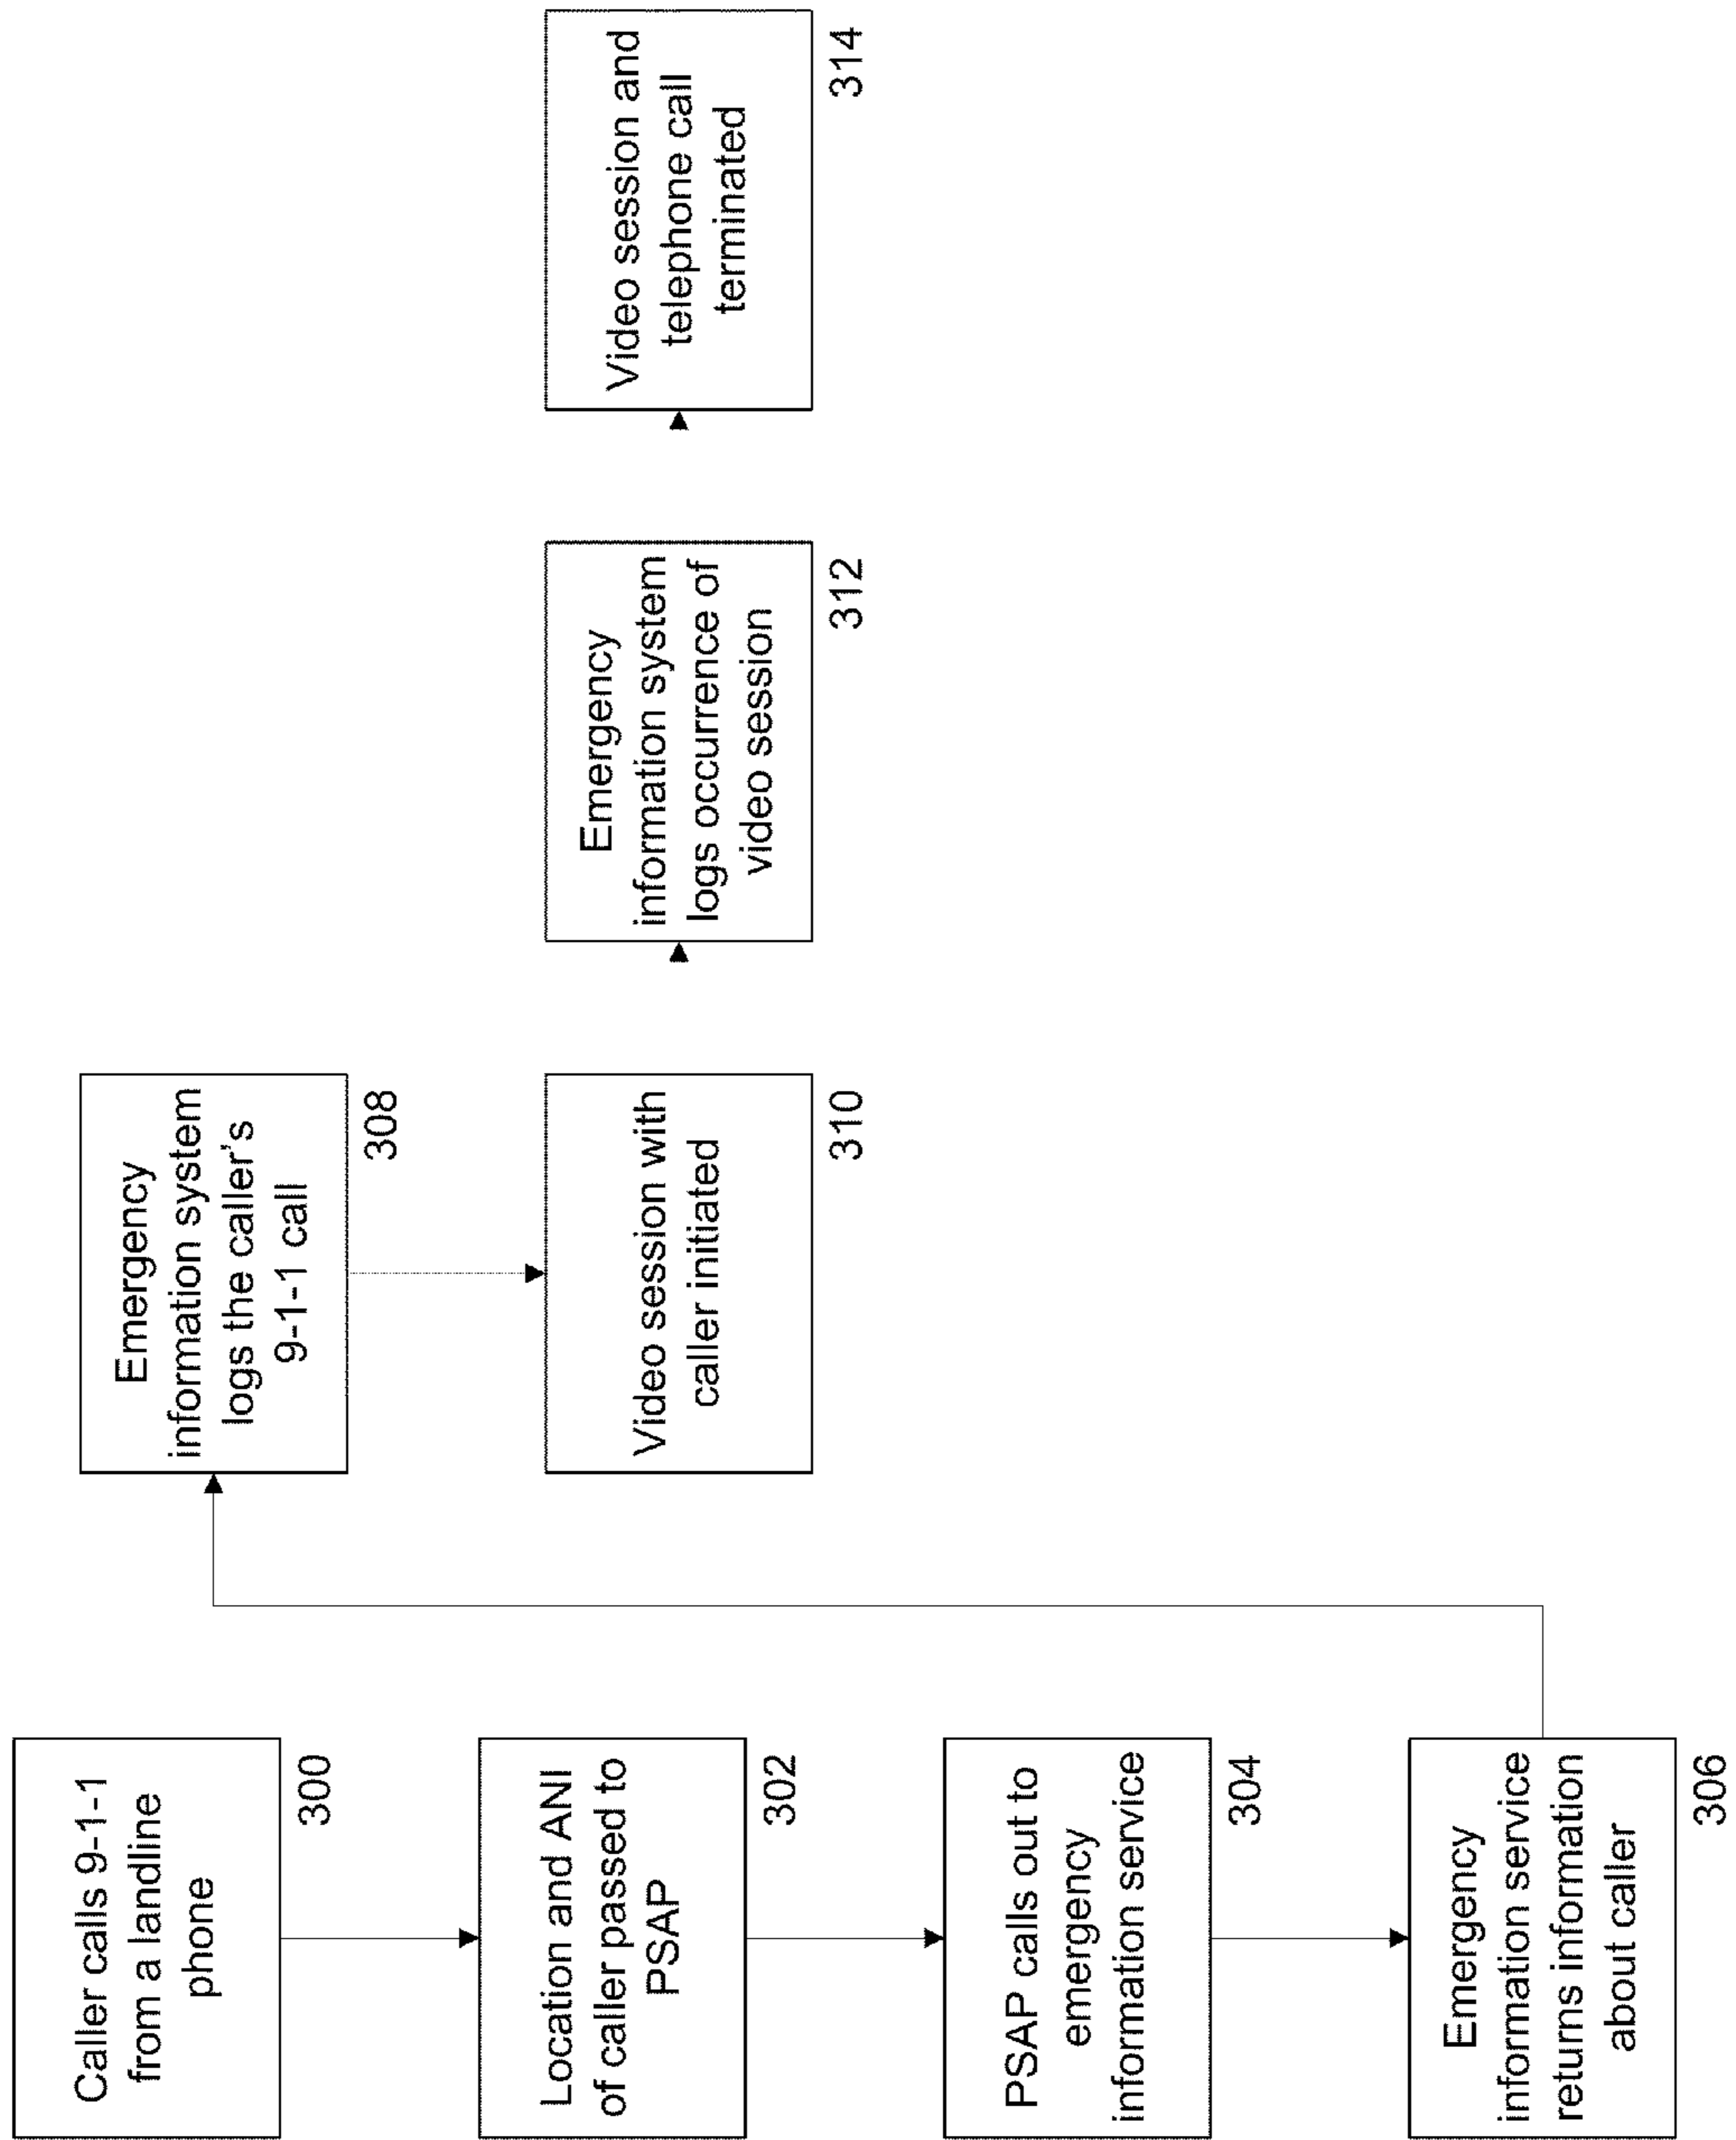 Caller calls 9-1-1
from a landline
phone
300
Location and ANI
of caller passed to
PSAP
302
PSAP calls out to
emergency
information service
304
Emergency
information service
returns information
about caller
306
Emergency
information system
logs the caller's
9-1-1 call
308
Video session with
caller initiated
310
Emergency
information system
logs occurrence of
video session
312
Video session and
telephone call
terminated
314